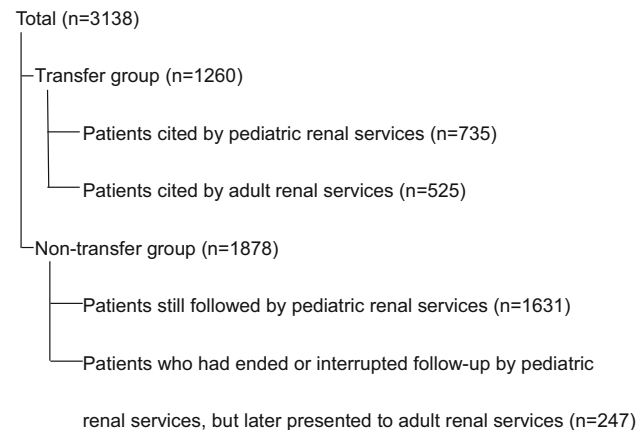 Total (n=3138)
Transfer group (n=1260)
Patients cited by pediatric renal services (n=735)
Patients cited by adult renal services (n=525)
Non-transfer group (n=1878)
Patients still followed by pediatric renal services (n=1631)
Patients who had ended or interrupted follow-up by pediatric
renal services, but later presented to adult renal services (n=247)